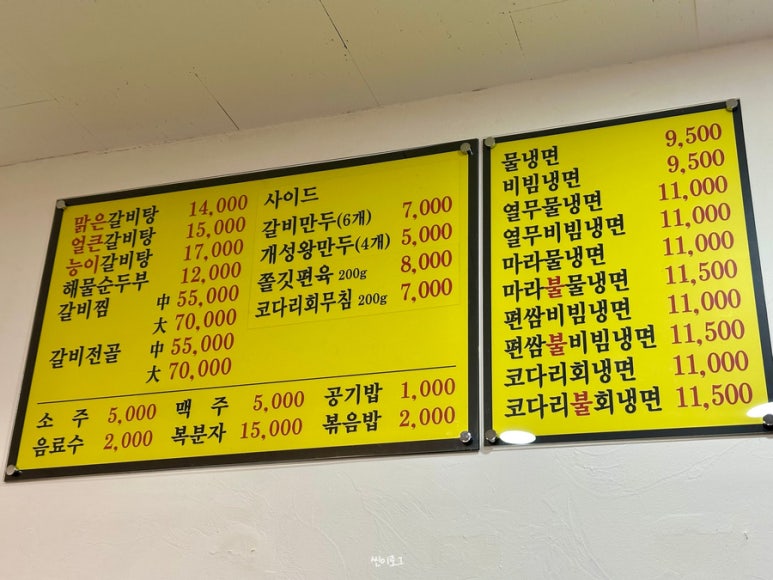 맑은갈비탕 14,000
얼큰갈비탕 15,000
능이갈비탕 17,000
해물순두부 12,000
갈비찜 中 55,000
大 70,000
갈비전골 中 55,000
大 70,000
사이드
갈비만두(6개) 7,000
개성왕만두(4개) 5,000
쫄깃편육 200g 8,000
코다리회무침 200g 7,000
소 주 5,000 맥 주 5,000 공기밥 1,000
음료수 2,000 복분자 15,000 볶음밥 2,000
물냉면 9,500
비빔냉면 9,500
열무물냉면 11,000
열무비빔냉면 11,000
마라물냉면 11,000
마라불물냉면 11,500
편쌈비빔냉면 11,000
편쌈불비빔냉면 11,500
코다리회냉면 11,000
코다리불회냉면 11,500